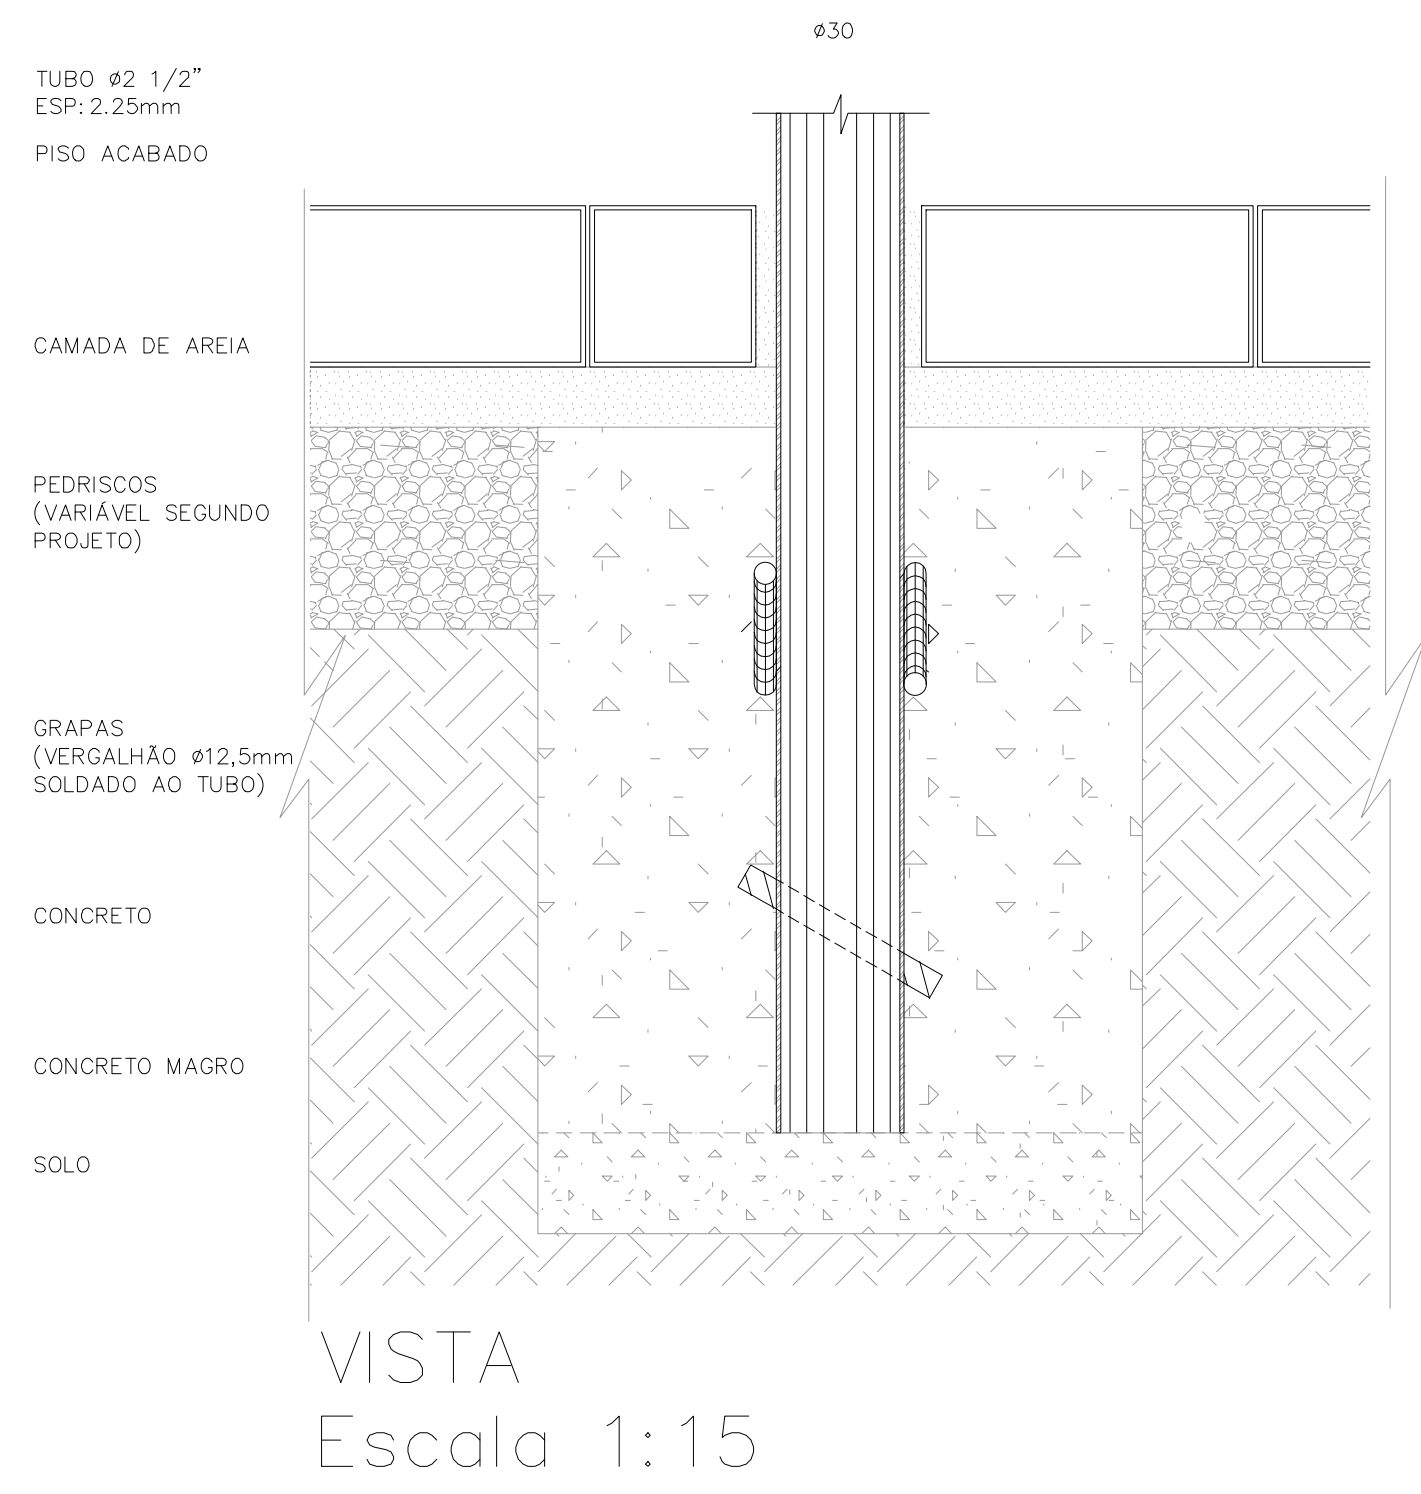 ø30
TUBO ø2 1/2"
ESP: 2.25mm
PISO ACABADO
CAMADA DE AREIA
PEDRISCOS
(VARIÁVEL SEGUNDO
PROJETO)
GRAPAS
(VERGALHÃO ø12,5mm
SOLDADO AO TUBO)
CONCRETO
CONCRETO MAGRO
SOLO
VISTA
Escala 1:15